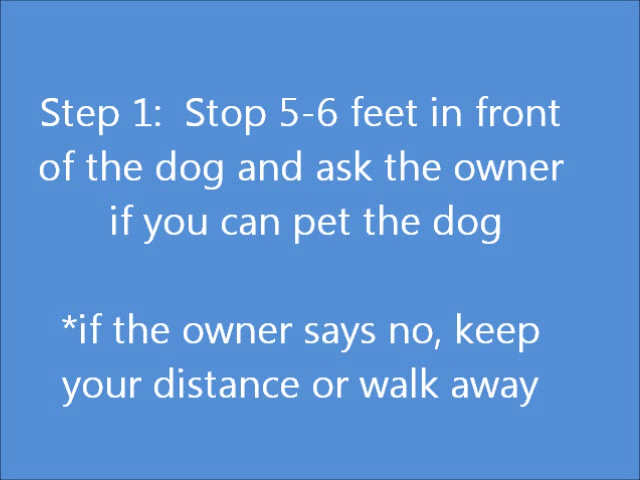 Step 1:  Stop 5-6 feet in front
of the dog and ask the owner
if you can pet the dog
*if the owner says no, keep
your distance or walk away